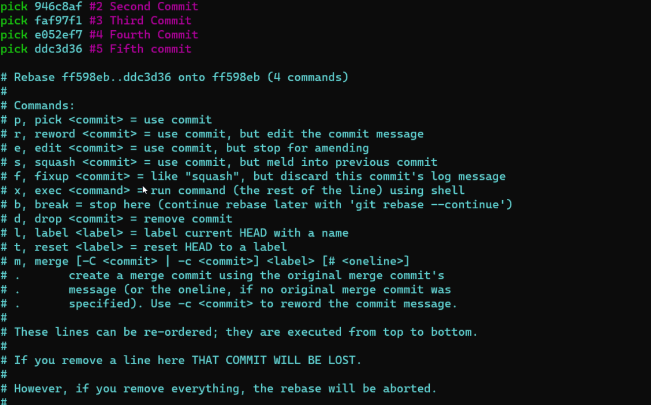 pick 946c8af #2 Second Commit
pick faf97f1 #3 Third Commit
pick e052ef7 #4 Fourth Commit
pick ddc3d36 #5 Fifth commit
# Rebase ff598eb..ddc3d36 onto ff598eb (4 commands)
#
# Commands:
# p, pick <commit> = use commit
# r, reword <commit> = use commit, but edit the commit message
# e, edit <commit> = use commit, but stop for amending
# s, squash <commit> = use commit, but meld into previous commit
# f, fixup <commit> = like "squash", but discard this commit's log message
# x, exec <command> = run command (the rest of the line) using shell
# b, break = stop here (continue rebase later with 'git rebase --continue')
# d, drop <commit> = remove commit
# l, label <label> = label current HEAD with a name
# t, reset <label> = reset HEAD to a label
# m, merge [-C <commit> | -c <commit>] <label> [# <oneline>]
# .       create a merge commit using the original merge commit's
# .       message (or the oneline, if no original merge commit was
# .       specified). Use -c <commit> to reword the commit message.
#
# These lines can be re-ordered; they are executed from top to bottom.
#
# If you remove a line here THAT COMMIT WILL BE LOST.
#
# However, if you remove everything, the rebase will be aborted.
#